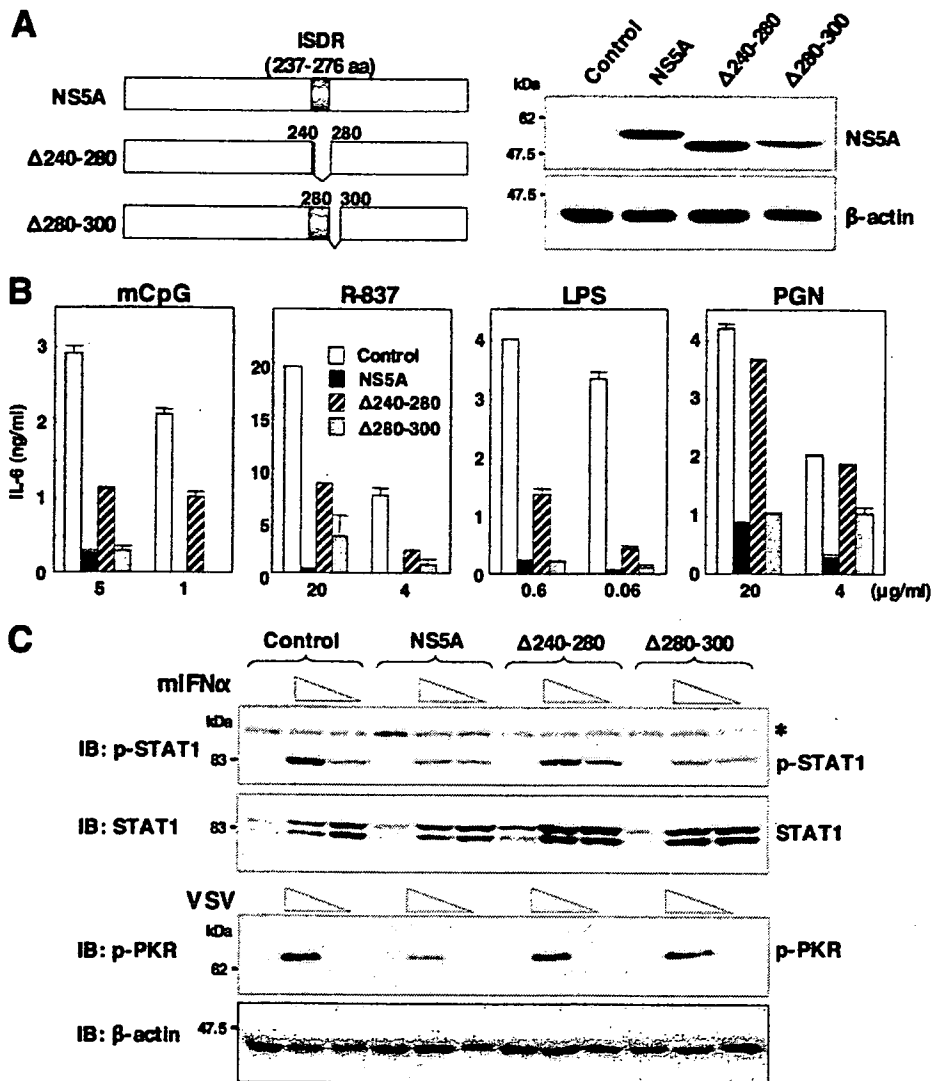 A
ISDR
(237-276 aa)
NS5A
240 280
Δ240-280
280 300
Δ280-300
Control
NS5A
Δ240-280
Δ280-300
kDa
62
47.5
NS5A
47.5
β-actin
B
mCpG
R-837
LPS
PGN
IL-6 (ng/ml)
3
2
1
0
5 1
20
15
10
5
0
20 4
Control
NS5A
Δ240-280
Δ280-300
4
3
2
1
0
0.6 0.06
4
3
2
1
0
20 4 (µg/ml)
C
Control NS5A Δ240-280 Δ280-300
mIFNα
kDa
*
IB: p-STAT1 83 p-STAT1
IB: STAT1 83 STAT1
VSV
kDa
IB: p-PKR 62 p-PKR
IB: β-actin 47.5